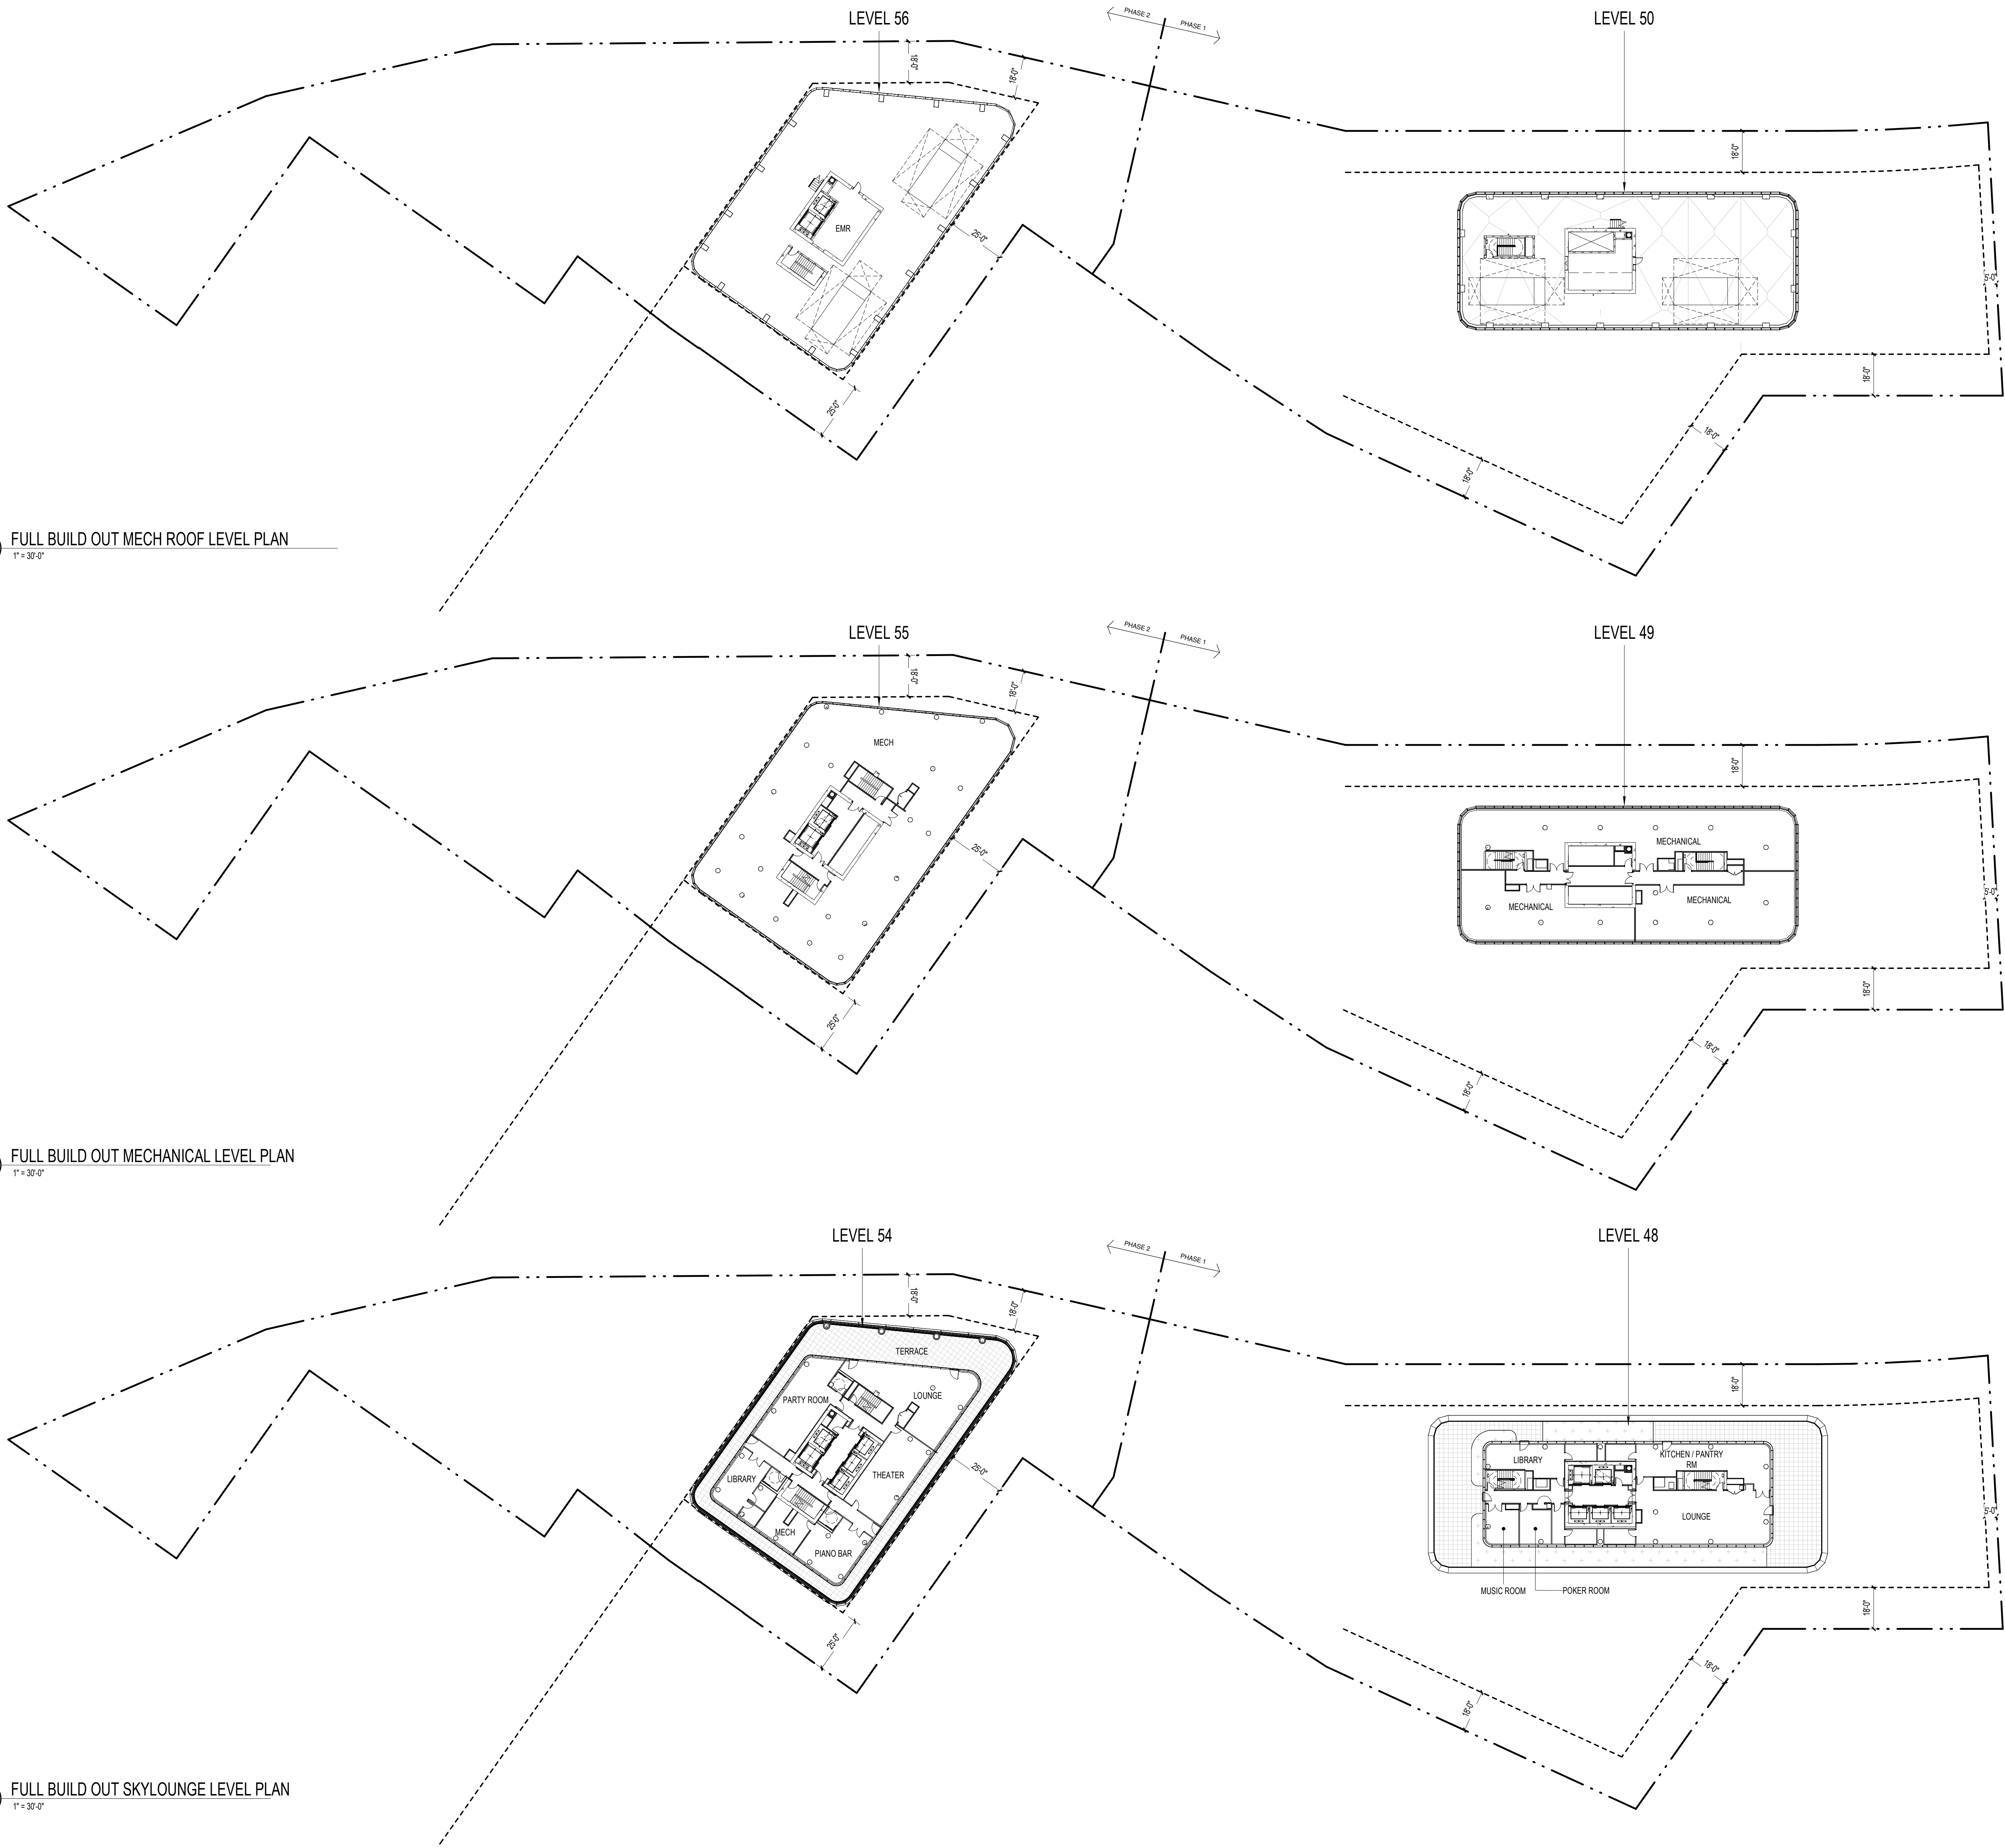 LEVEL 56
PHASE 2
PHASE 1
LEVEL 50
18'-0"
18'-0"
18'-0"
EMR
25'-0"
5'-0"
18'-0"
25'-0"
18'-0"
18'-0"
FULL BUILD OUT MECH ROOF LEVEL PLAN
1" = 30'-0"
LEVEL 55
PHASE 2
PHASE 1
LEVEL 49
18'-0"
18'-0"
18'-0"
MECH
MECHANICAL
25'-0"
5'-0"
MECHANICAL
MECHANICAL
18'-0"
25'-0"
18'-0"
18'-0"
FULL BUILD OUT MECHANICAL LEVEL PLAN
1" = 30'-0"
LEVEL 54
PHASE 2
PHASE 1
LEVEL 48
18'-0"
18'-0"
18'-0"
TERRACE
PARTY ROOM
LOUNGE
LIBRARY
KITCHEN / PANTRY
RM
25'-0"
THEATER
LIBRARY
LOUNGE
5'-0"
MECH
PIANO BAR
MUSIC ROOM
POKER ROOM
18'-0"
25'-0"
18'-0"
18'-0"
FULL BUILD OUT SKYLOUNGE LEVEL PLAN
1" = 30'-0"